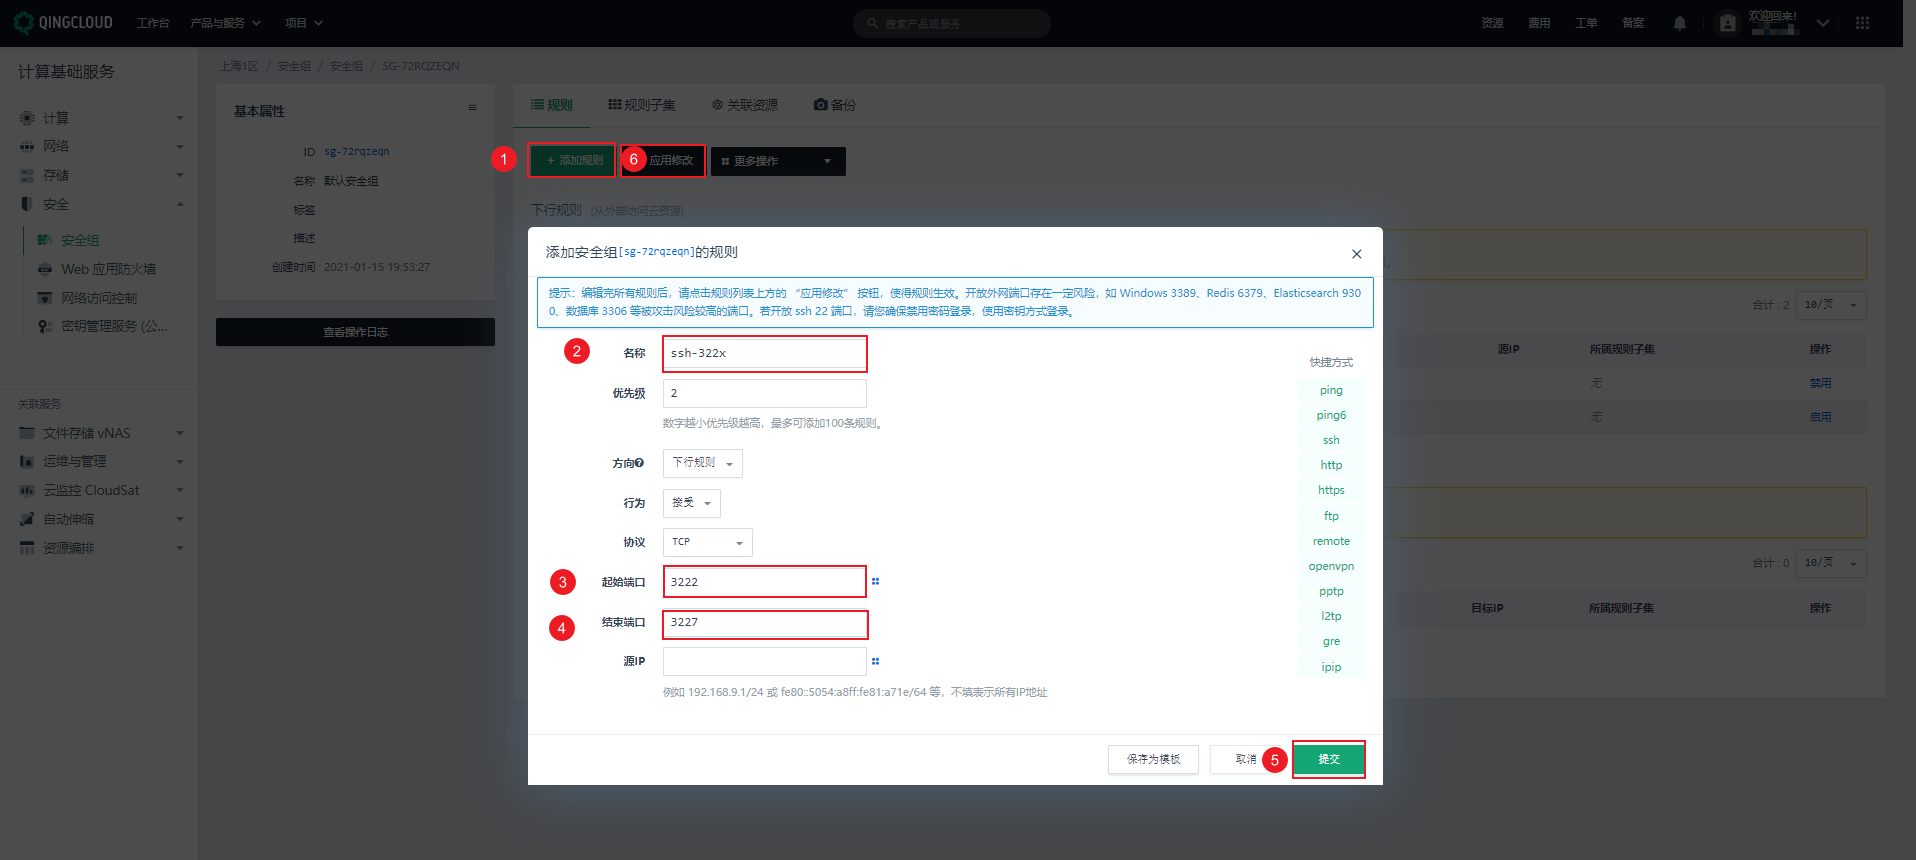 QINGCLOUD 工作台 产品与服务 项目 搜索产品或服务 资源 费用 工单 备案 欢迎回来!
计算基础服务
计算
网络
存储
安全
安全组
Web 应用防火墙
网络访问控制
密钥管理服务 (公...
关联服务
文件存储 vNAS
运维与管理
云监控 CloudSat
自动伸缩
资源编排
上海1区 / 安全组 / 安全组 / SG-72RQZEQN
基本属性
ID sg-72rqzeqn
名称 默认安全组
标签
描述
创建时间 2021-01-15 19:53:27
查看操作日志
规则 规则子集 关联资源 备份
1 + 添加规则 6 应用修改 更多操作
下行规则 (从外部访问云资源)
合计 : 2 10/页
源IP 所属规则子集 操作
无 禁用
无 启用
合计 : 0 10/页
目标IP 所属规则子集 操作
添加安全组[sg-72rqzeqn]的规则
提示：编辑完所有规则后，请点击规则列表上方的 “应用修改” 按钮，使得规则生效。开放外网端口存在一定风险，如 Windows 3389、Redis 6379、Elasticsearch 930
0、数据库 3306 等被攻击风险较高的端口。若开放 ssh 22 端口，请您确保禁用密码登录，使用密钥方式登录。
2 名称 ssh-322x
优先级 2
数字越小优先级越高，最多可添加100条规则。
方向 下行规则
行为 接受
协议 TCP
3 起始端口 3222
4 结束端口 3227
源IP
例如 192.168.9.1/24 或 fe80::5054:a8ff:fe81:a71e/64 等，不填表示所有IP地址
快捷方式
ping
ping6
ssh
http
https
ftp
remote
openvpn
pptp
l2tp
gre
ipip
保存为模板 取消 5 提交